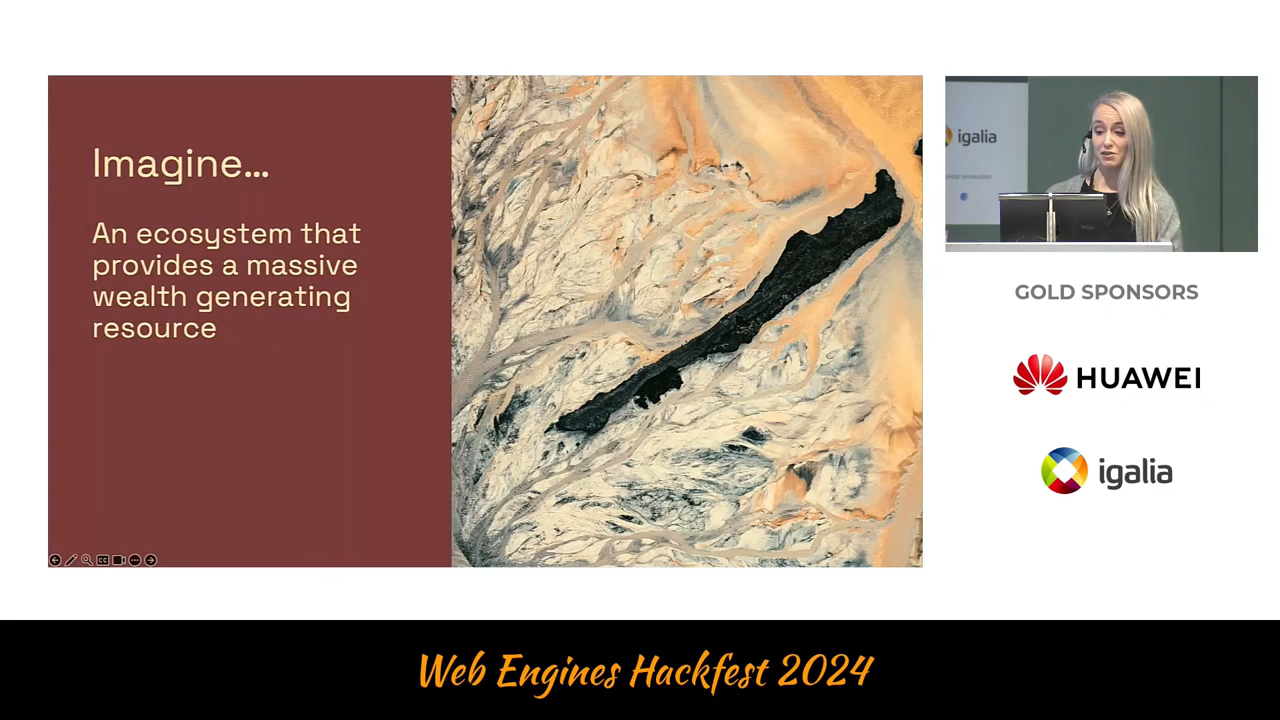 Imagine...
An ecosystem that
provides a massive
wealth generating
resource
igalia
GOLD SPONSORS
HUAWEI
igalia
Web Engines Hackfest 2024